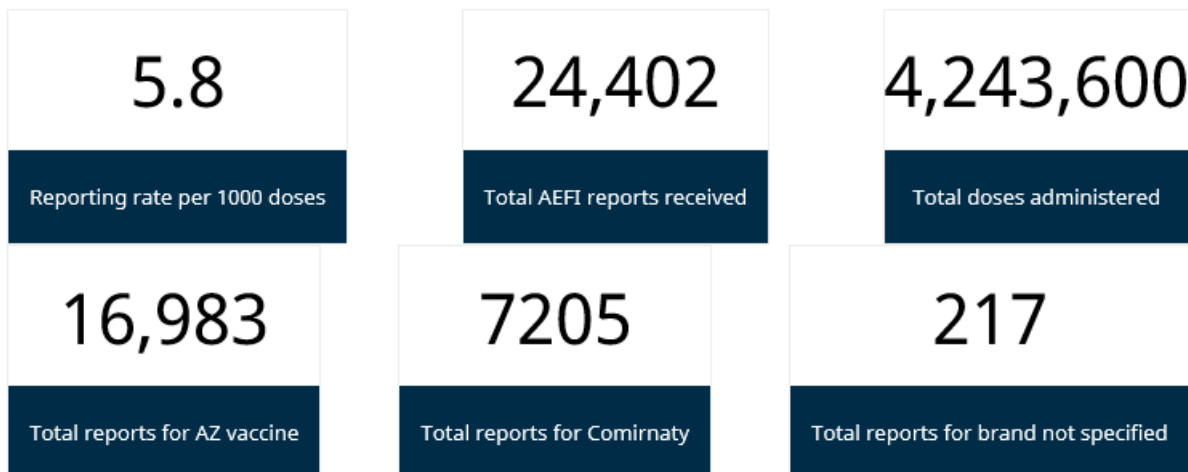 5.8
24,402
4,243,600
Reporting rate per 1000 doses
Total AEFI reports received
Total doses administered
16,983
7205
217
Total reports for AZ vaccine
Total reports for Comirnaty
Total reports for brand not specified